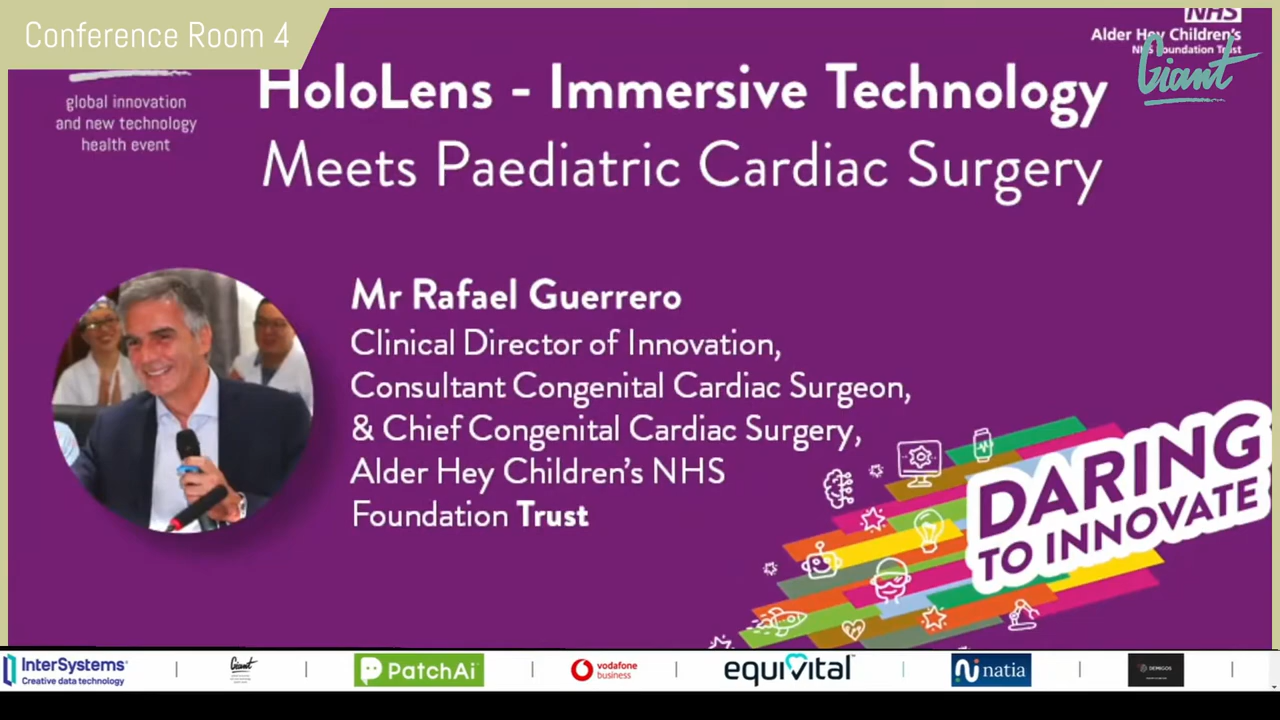 Conference Room 4
NHS
Alder Hey Children's
NHS Foundation Trust
Giant
global innovation
and new technology
health event
HoloLens - Immersive Technology
Meets Paediatric Cardiac Surgery
Mr Rafael Guerrero
Clinical Director of Innovation,
Consultant Congenital Cardiac Surgeon,
& Chief Congenital Cardiac Surgery,
Alder Hey Children's NHS
Foundation Trust
DARING
TO INNOVATE
InterSystems
Creative data technology
Giant
PatchAi
vodafone
business
equivital
natia
DEMIGOS